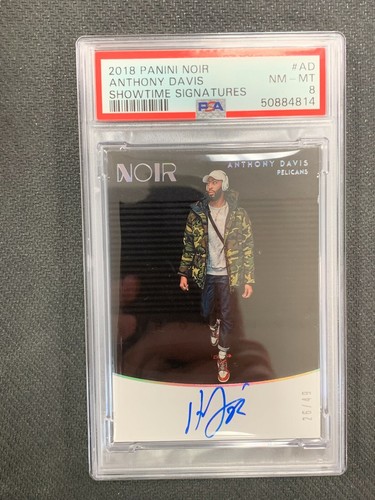 2018 PANINI NOIR #AD
ANTHONY DAVIS NM - MT
SHOWTIME SIGNATURES 8
PSA 50884814
NOIR
ANTHONY DAVIS
PELICANS